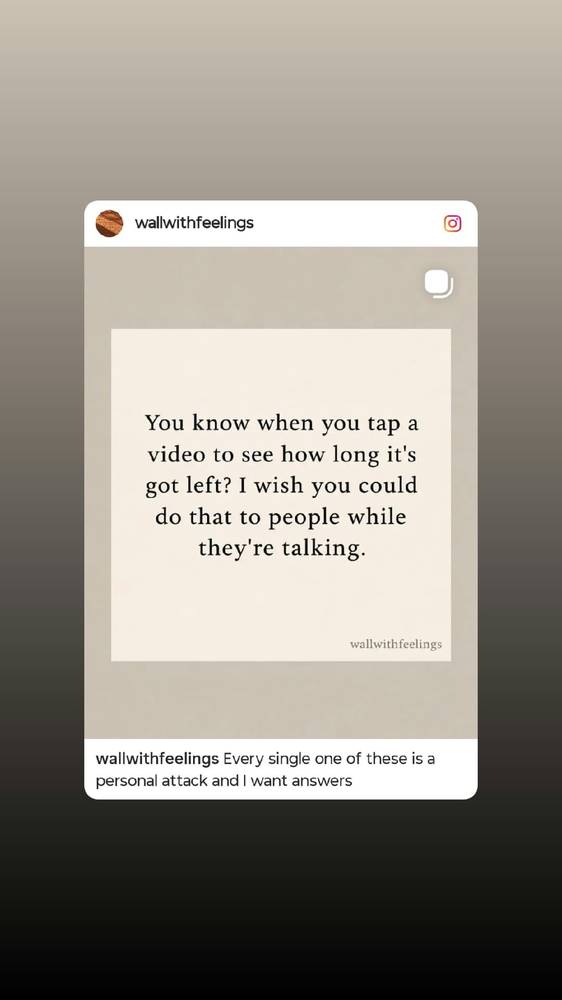 wallwithfeelings
You know when you tap a
video to see how long it's
got left? I wish you could
do that to people while
they're talking.
wallwithfeelings
wallwithfeelings Every single one of these is a
personal attack and I want answers